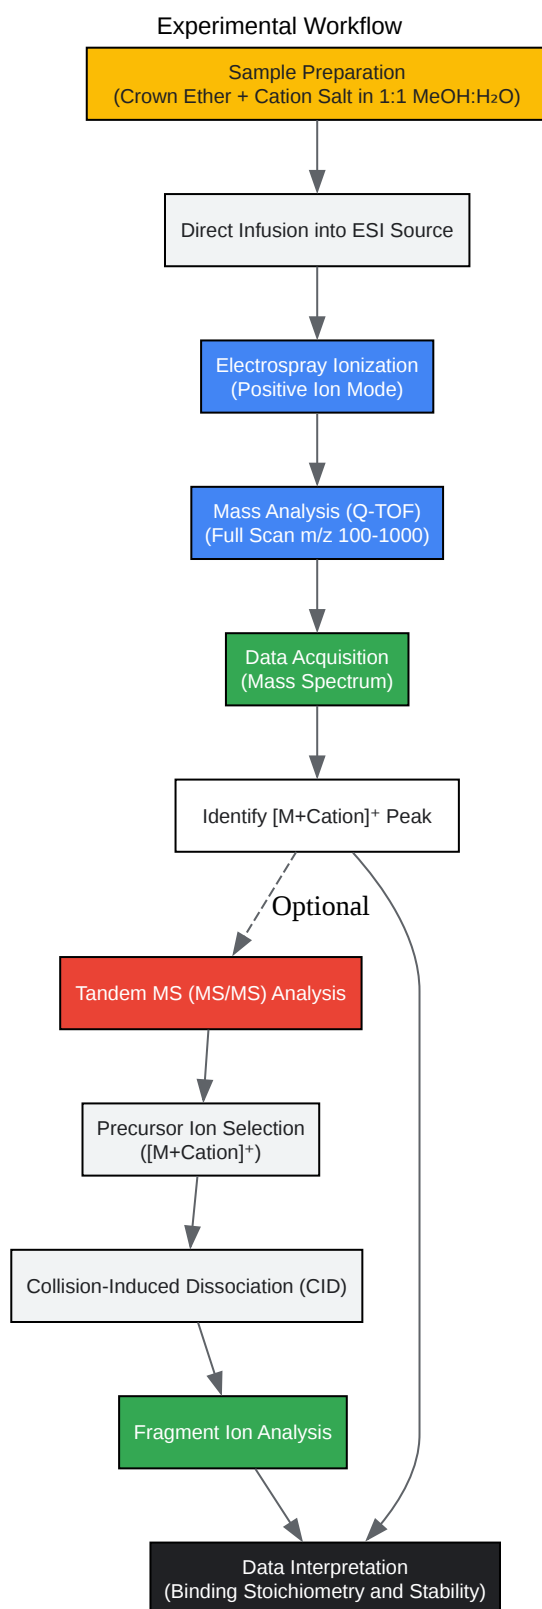 Experimental Workflow
Sample Preparation
(Crown Ether + Cation Salt in 1:1 MeOH:H₂O)
Direct Infusion into ESI Source
Electrospray Ionization
(Positive Ion Mode)
Mass Analysis (Q-TOF)
(Full Scan m/z 100-1000)
Data Acquisition
(Mass Spectrum)
Identify [M+Cation]⁺ Peak
Optional
Tandem MS (MS/MS) Analysis
Precursor Ion Selection
([M+Cation]⁺)
Collision-Induced Dissociation (CID)
Fragment Ion Analysis
Data Interpretation
(Binding Stoichiometry and Stability)